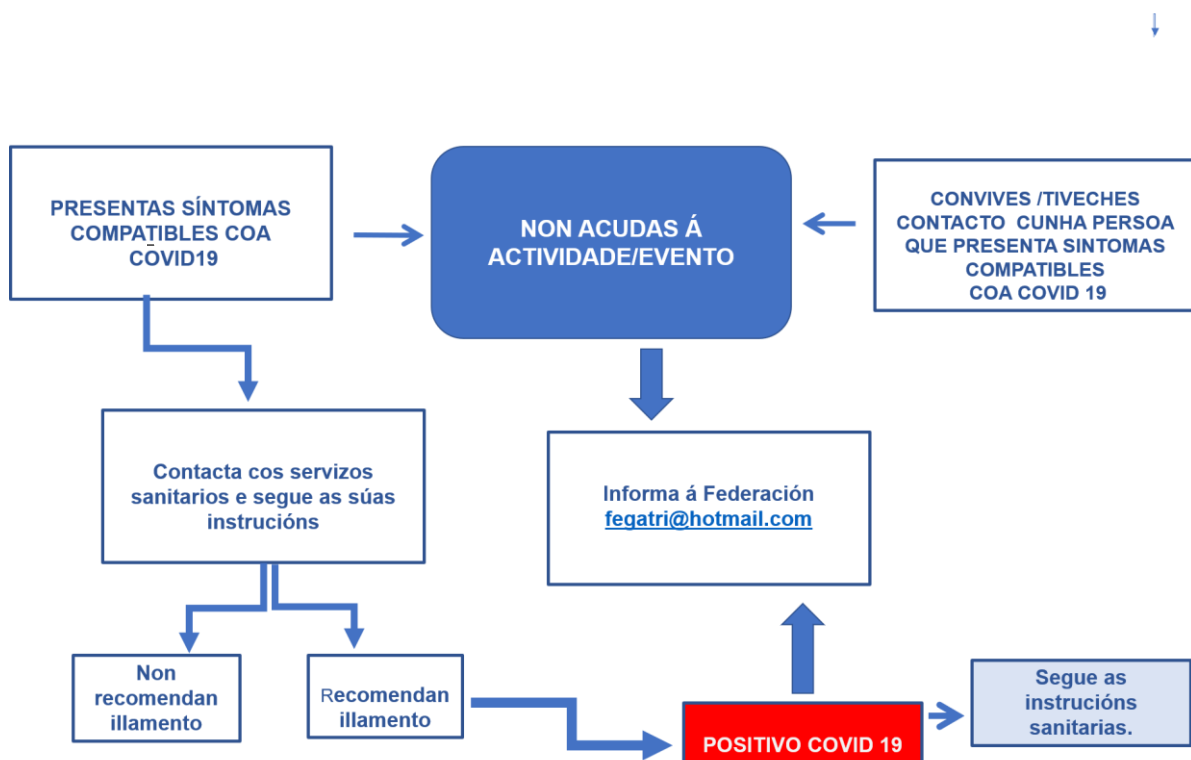 PRESENTAS SÍNTOMAS
COMPATIBLES COA
COVID19
NON ACUDAS Á
ACTIVIDADE/EVENTO
CONVIVES /TIVECHES
CONTACTO CUNHA PERSOA
QUE PRESENTA SINTOMAS
COMPATIBLES
COA COVID 19
Contacta cos servizos
sanitarios e segue as súas
instrucións
Informa á Federación
fegatri@hotmail.com
Non
recomendan
illamento
Recomendan
illamento
POSITIVO COVID 19
Segue as
instrucións
sanitarias.